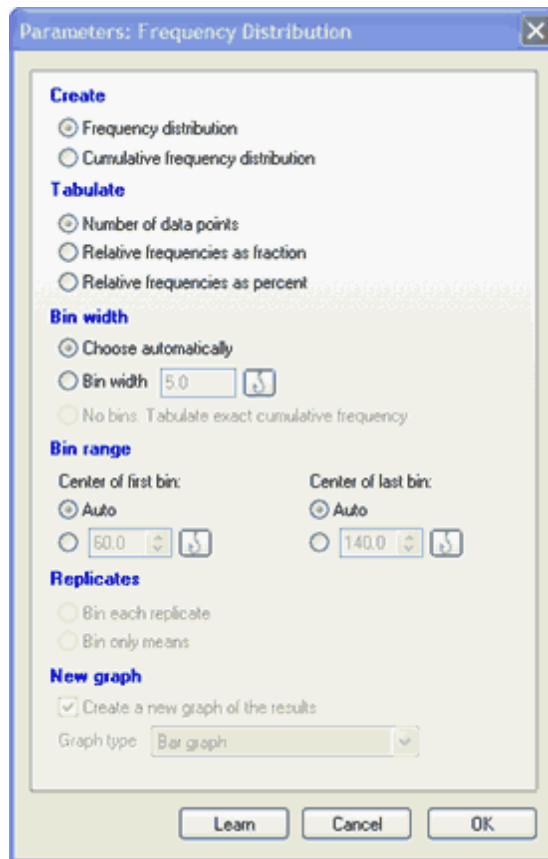 Parameters: Frequency Distribution
Create
Frequency distribution
Cumulative frequency distribution
Tabulate
Number of data points
Relative frequencies as fraction
Relative frequencies as percent
Bin width
Choose automatically
Bin width 5.0
No bins. Tabulate exact cumulative frequency
Bin range
Center of first bin: Center of last bin:
Auto Auto
60.0 140.0
Replicates
Bin each replicate
Bin only means
New graph
Create a new graph of the results
Graph type Bar graph
Learn Cancel OK